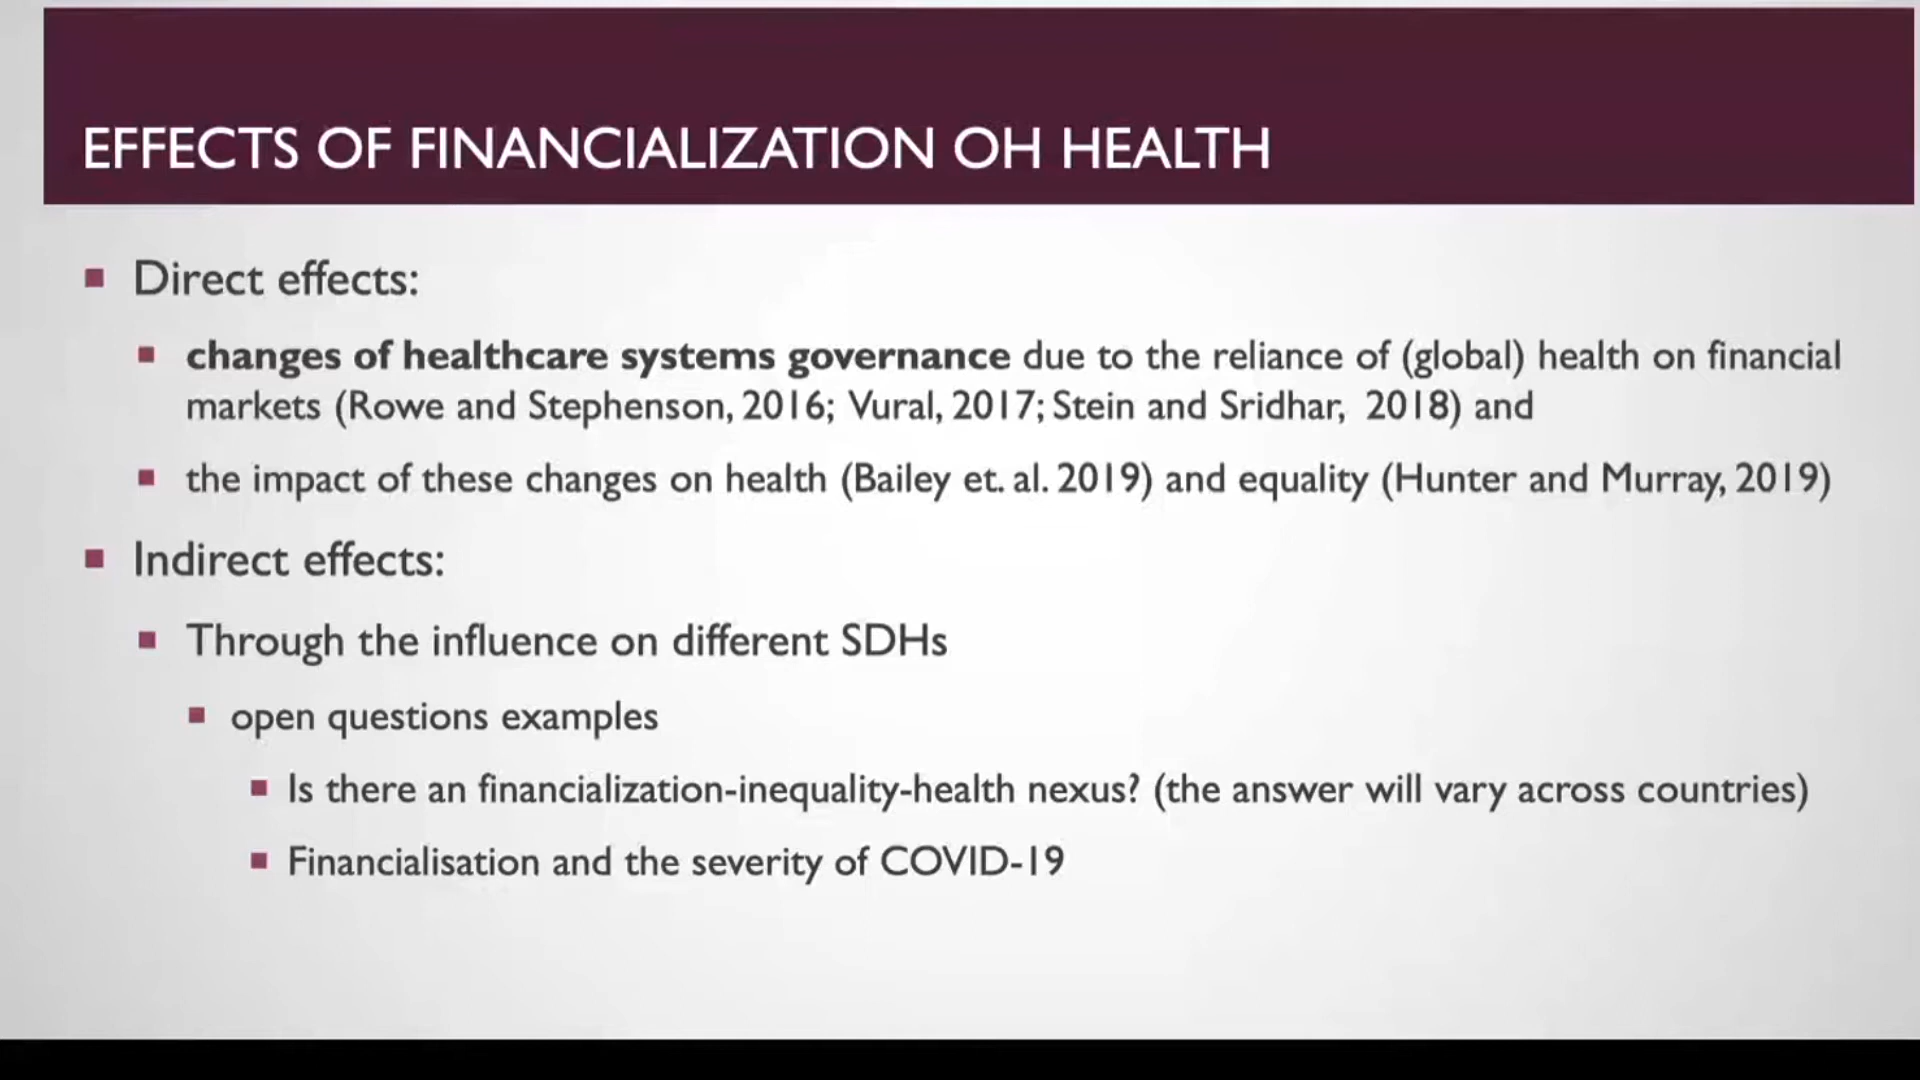 EFFECTS OF FINANCIALIZATION OH HEALTH
Direct effects:
changes of healthcare systems governance due to the reliance of (global) health on financial
markets (Rowe and Stephenson, 2016; Vural, 2017; Stein and Sridhar, 2018) and
the impact of these changes on health (Bailey et. al. 2019) and equality (Hunter and Murray, 2019)
Indirect effects:
Through the influence on different SDHs
open questions examples
Is there an financialization-inequality-health nexus? (the answer will vary across countries)
Financialisation and the severity of COVID-19